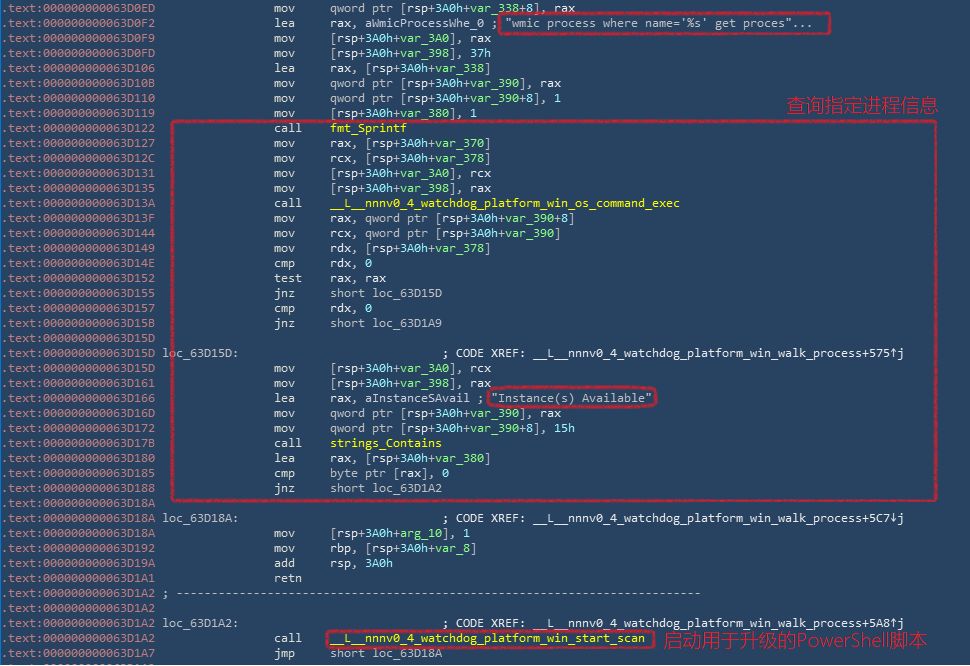 .text:000000000063D0ED mov qword ptr [rsp+3A0h+var_338+8], rax
.text:000000000063D0F2 lea rax, aWmicProcessWhe_0 ; "wmic process where name='%s' get proces"...
.text:000000000063D0F9 mov [rsp+3A0h+var_3A0], rax
.text:000000000063D0FD mov [rsp+3A0h+var_398], 37h
.text:000000000063D106 lea rax, [rsp+3A0h+var_338]
.text:000000000063D10B mov qword ptr [rsp+3A0h+var_390], rax
.text:000000000063D110 mov qword ptr [rsp+3A0h+var_390+8], 1
.text:000000000063D119 mov [rsp+3A0h+var_380], 1
查询指定进程信息
.text:000000000063D122 call fmt_Sprintf
.text:000000000063D127 mov rax, [rsp+3A0h+var_370]
.text:000000000063D12C mov rcx, [rsp+3A0h+var_378]
.text:000000000063D131 mov [rsp+3A0h+var_3A0], rcx
.text:000000000063D135 mov [rsp+3A0h+var_398], rax
.text:000000000063D13A call __L__nnnv0_4_watchdog_platform_win_os_command_exec
.text:000000000063D13F mov rax, qword ptr [rsp+3A0h+var_390+8]
.text:000000000063D144 mov rcx, qword ptr [rsp+3A0h+var_390]
.text:000000000063D149 mov rdx, [rsp+3A0h+var_378]
.text:000000000063D14E cmp rdx, 0
.text:000000000063D152 test rax, rax
.text:000000000063D155 jnz short loc_63D15D
.text:000000000063D157 cmp rdx, 0
.text:000000000063D15B jnz short loc_63D1A9
.text:000000000063D15D
.text:000000000063D15D loc_63D15D: ; CODE XREF: __L__nnnv0_4_watchdog_platform_win_walk_process+575↑j
.text:000000000063D15D mov [rsp+3A0h+var_3A0], rcx
.text:000000000063D161 mov [rsp+3A0h+var_398], rax
.text:000000000063D166 lea rax, aInstanceSAvail ; "Instance(s) Available"
.text:000000000063D16D mov qword ptr [rsp+3A0h+var_390], rax
.text:000000000063D172 mov qword ptr [rsp+3A0h+var_390+8], 15h
.text:000000000063D17B call strings_Contains
.text:000000000063D180 lea rax, [rsp+3A0h+var_380]
.text:000000000063D185 cmp byte ptr [rax], 0
.text:000000000063D188 jnz short loc_63D1A2
.text:000000000063D18A
.text:000000000063D18A loc_63D18A: ; CODE XREF: __L__nnnv0_4_watchdog_platform_win_walk_process+5C7↓j
.text:000000000063D18A mov [rsp+3A0h+arg_10], 1
.text:000000000063D192 mov rbp, [rsp+3A0h+var_8]
.text:000000000063D19A add rsp, 3A0h
.text:000000000063D1A1 retn
.text:000000000063D1A2 ; ---------------------------------------------------------------------------
.text:000000000063D1A2
.text:000000000063D1A2 loc_63D1A2: ; CODE XREF: __L__nnnv0_4_watchdog_platform_win_walk_process+5A8↑j
.text:000000000063D1A2 call __L__nnnv0_4_watchdog_platform_win_start_scan 启动用于升级的PowerShell脚本
.text:000000000063D1A7 jmp short loc_63D18A